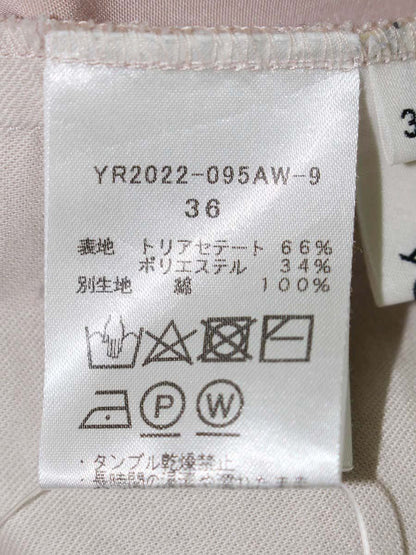 YR2022-095AW-9
36
表地 トリアセテート 66%
ポリエステル 34%
別生地 綿 100%
P W
・タンブル乾燥禁止
3